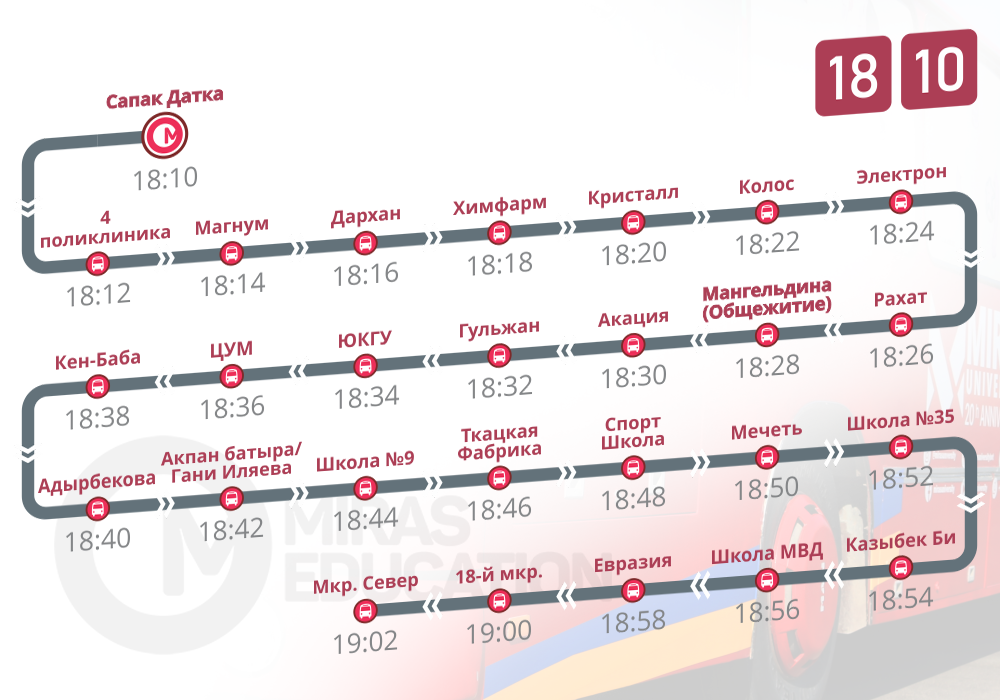 18 10
Сапак Датка
18:10
4
поликлиника
Магнум
Дархан
Химфарм
Кристалл
Колос
Электрон
18:12
18:14
18:16
18:18
18:20
18:22
18:24
Кен-Баба
ЦУМ
ЮКГУ
Гульжан
Акация
Мангельдина
(Общежитие)
Рахат
18:38
18:36
18:34
18:32
18:30
18:28
18:26
Адырбекова
Акпан батыра/
Гани Иляева
Школа №9
Ткацкая
Фабрика
Спорт
Школа
Мечеть
Школа №35
18:40
18:42
18:44
18:46
18:48
18:50
18:52
Мкр. Север
18-й мкр.
Евразия
Школа МВД
Казыбек Би
19:02
19:00
18:58
18:56
18:54
MIRAS
EDUCATION